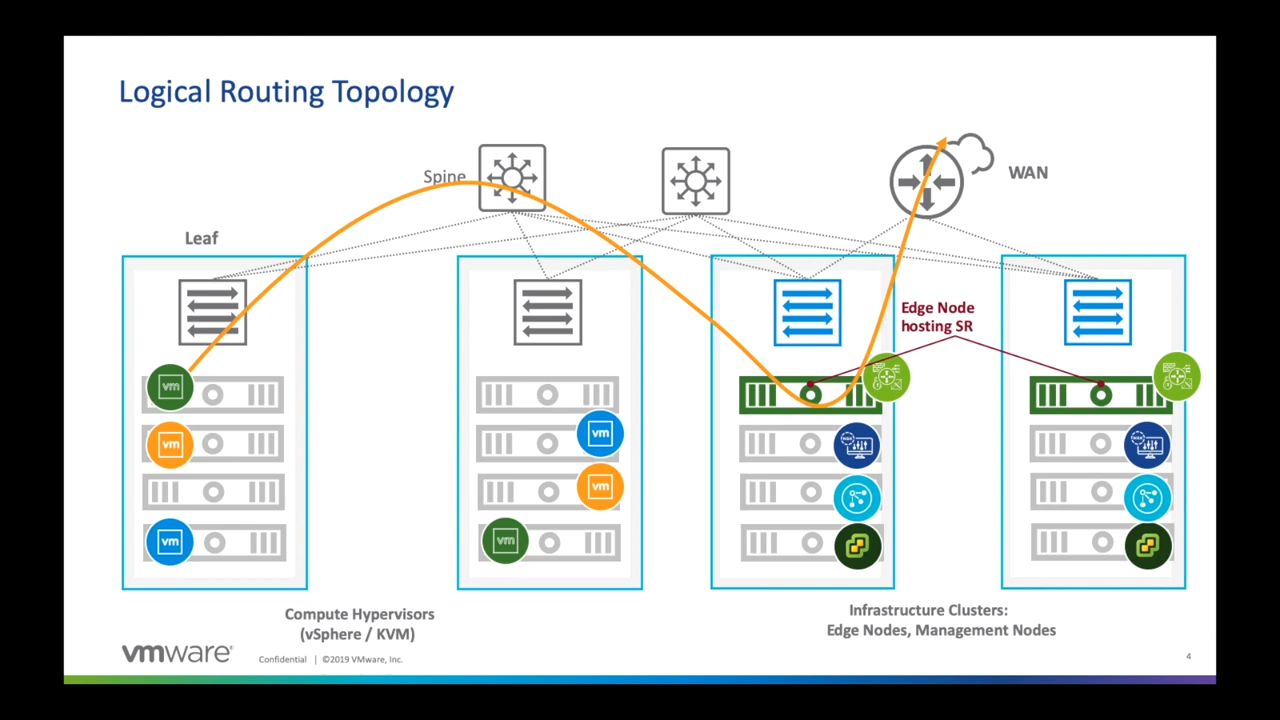 Logical Routing Topology
Spine
WAN
Leaf
Edge Node
hosting SR
vm
vm
vm
vm
vm
vm
Compute Hypervisors
(vSphere / KVM)
Infrastructure Clusters:
Edge Nodes, Management Nodes
vmware®
Confidential | ©2019 VMware, Inc.
4